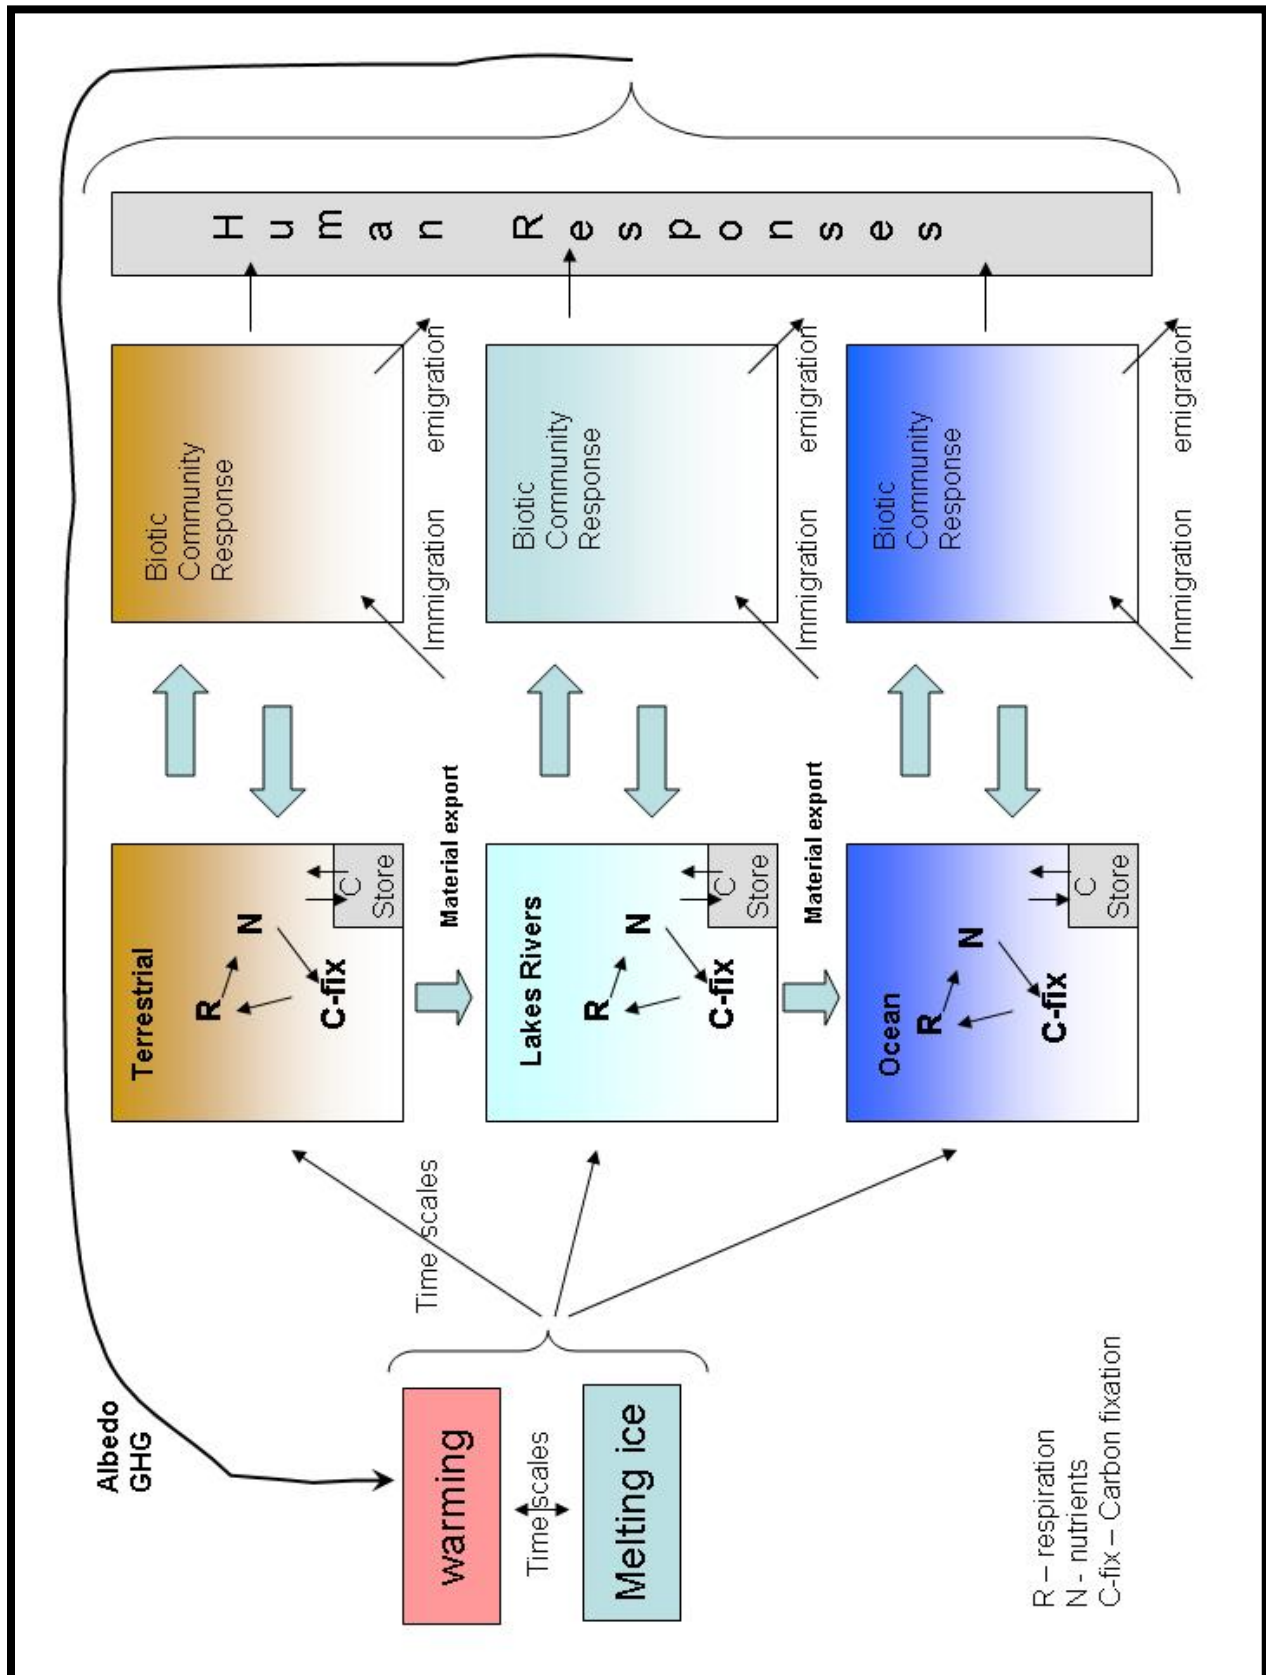 Albedo
GHG
warming
Time scales
Melting ice
Time scales
Terrestrial
R
N
C-fix
C
Store
Material export
Lakes Rivers
R
N
C-fix
C
Store
Material export
Ocean
R
N
C-fix
C
Store
Biotic
Community
Response
Immigration
emigration
Biotic
Community
Response
Immigration
emigration
Biotic
Community
Response
Immigration
emigration
Human Responses
R – respiration
N - nutrients
C-fix – Carbon fixation